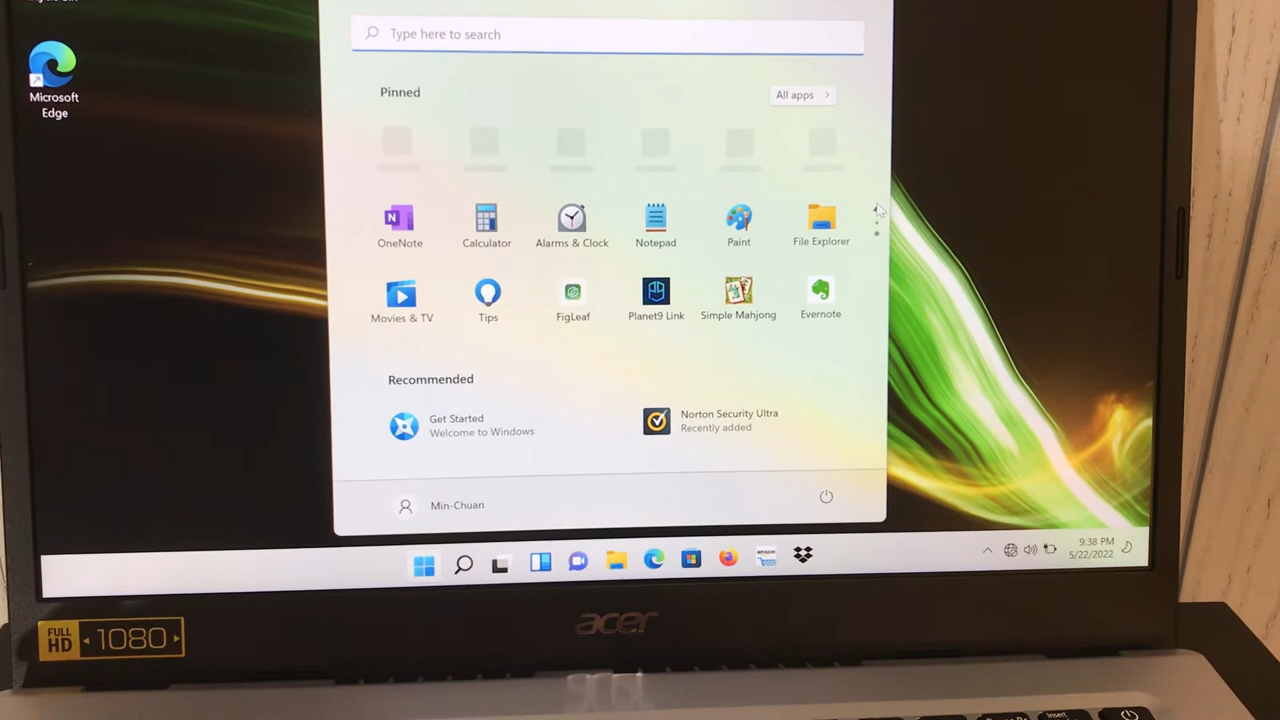 Type here to search
Microsoft
Edge
Pinned
All apps
OneNote
Calculator
Alarms & Clock
Notepad
Paint
File Explorer
Movies & TV
Tips
FigLeaf
Planet9 Link
Simple Mahjong
Evernote
Recommended
Get Started
Welcome to Windows
Norton Security Ultra
Recently added
Min-Chuan
amazon
9:38 PM
5/22/2022
FULL
HD
1080
acer
Insert